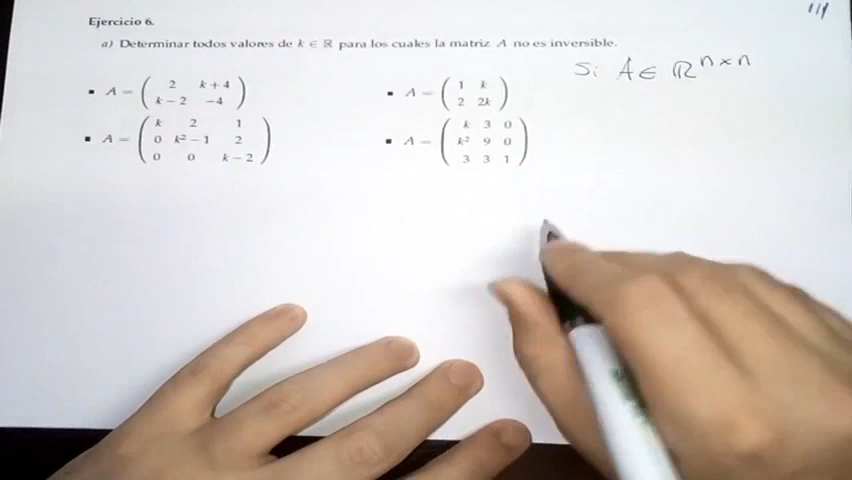 1/1
Ejercicio 6.
a) Determinar todos valores de k ∈ ℝ para los cuales la matriz A no es inversible.
Si A ∈ ℝ^{n×n}
▪ A = ( 2 k+4 ; k−2 −4 )
▪ A = ( 1 k ; 2 2k )
▪ A = ( k 2 1 ; 0 k²−1 2 ; 0 0 k−2 )
▪ A = ( k 3 0 ; k² 9 0 ; 3 3 1 )